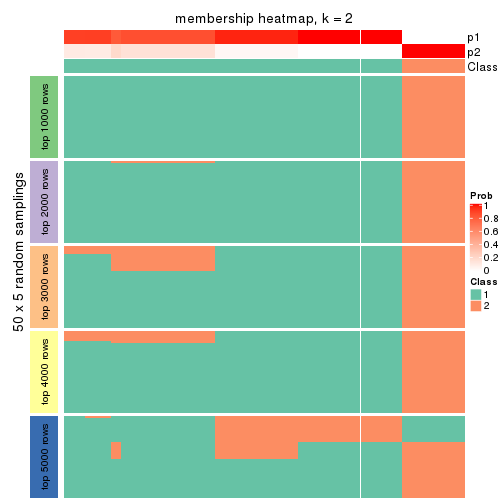 membership heatmap, k = 2
p1
p2
Class
50 x 5 random samplings
top 1000 rows
top 2000 rows
top 3000 rows
top 4000 rows
top 5000 rows
Prob
1
0.8
0.6
0.4
0.2
0
Class
1
2